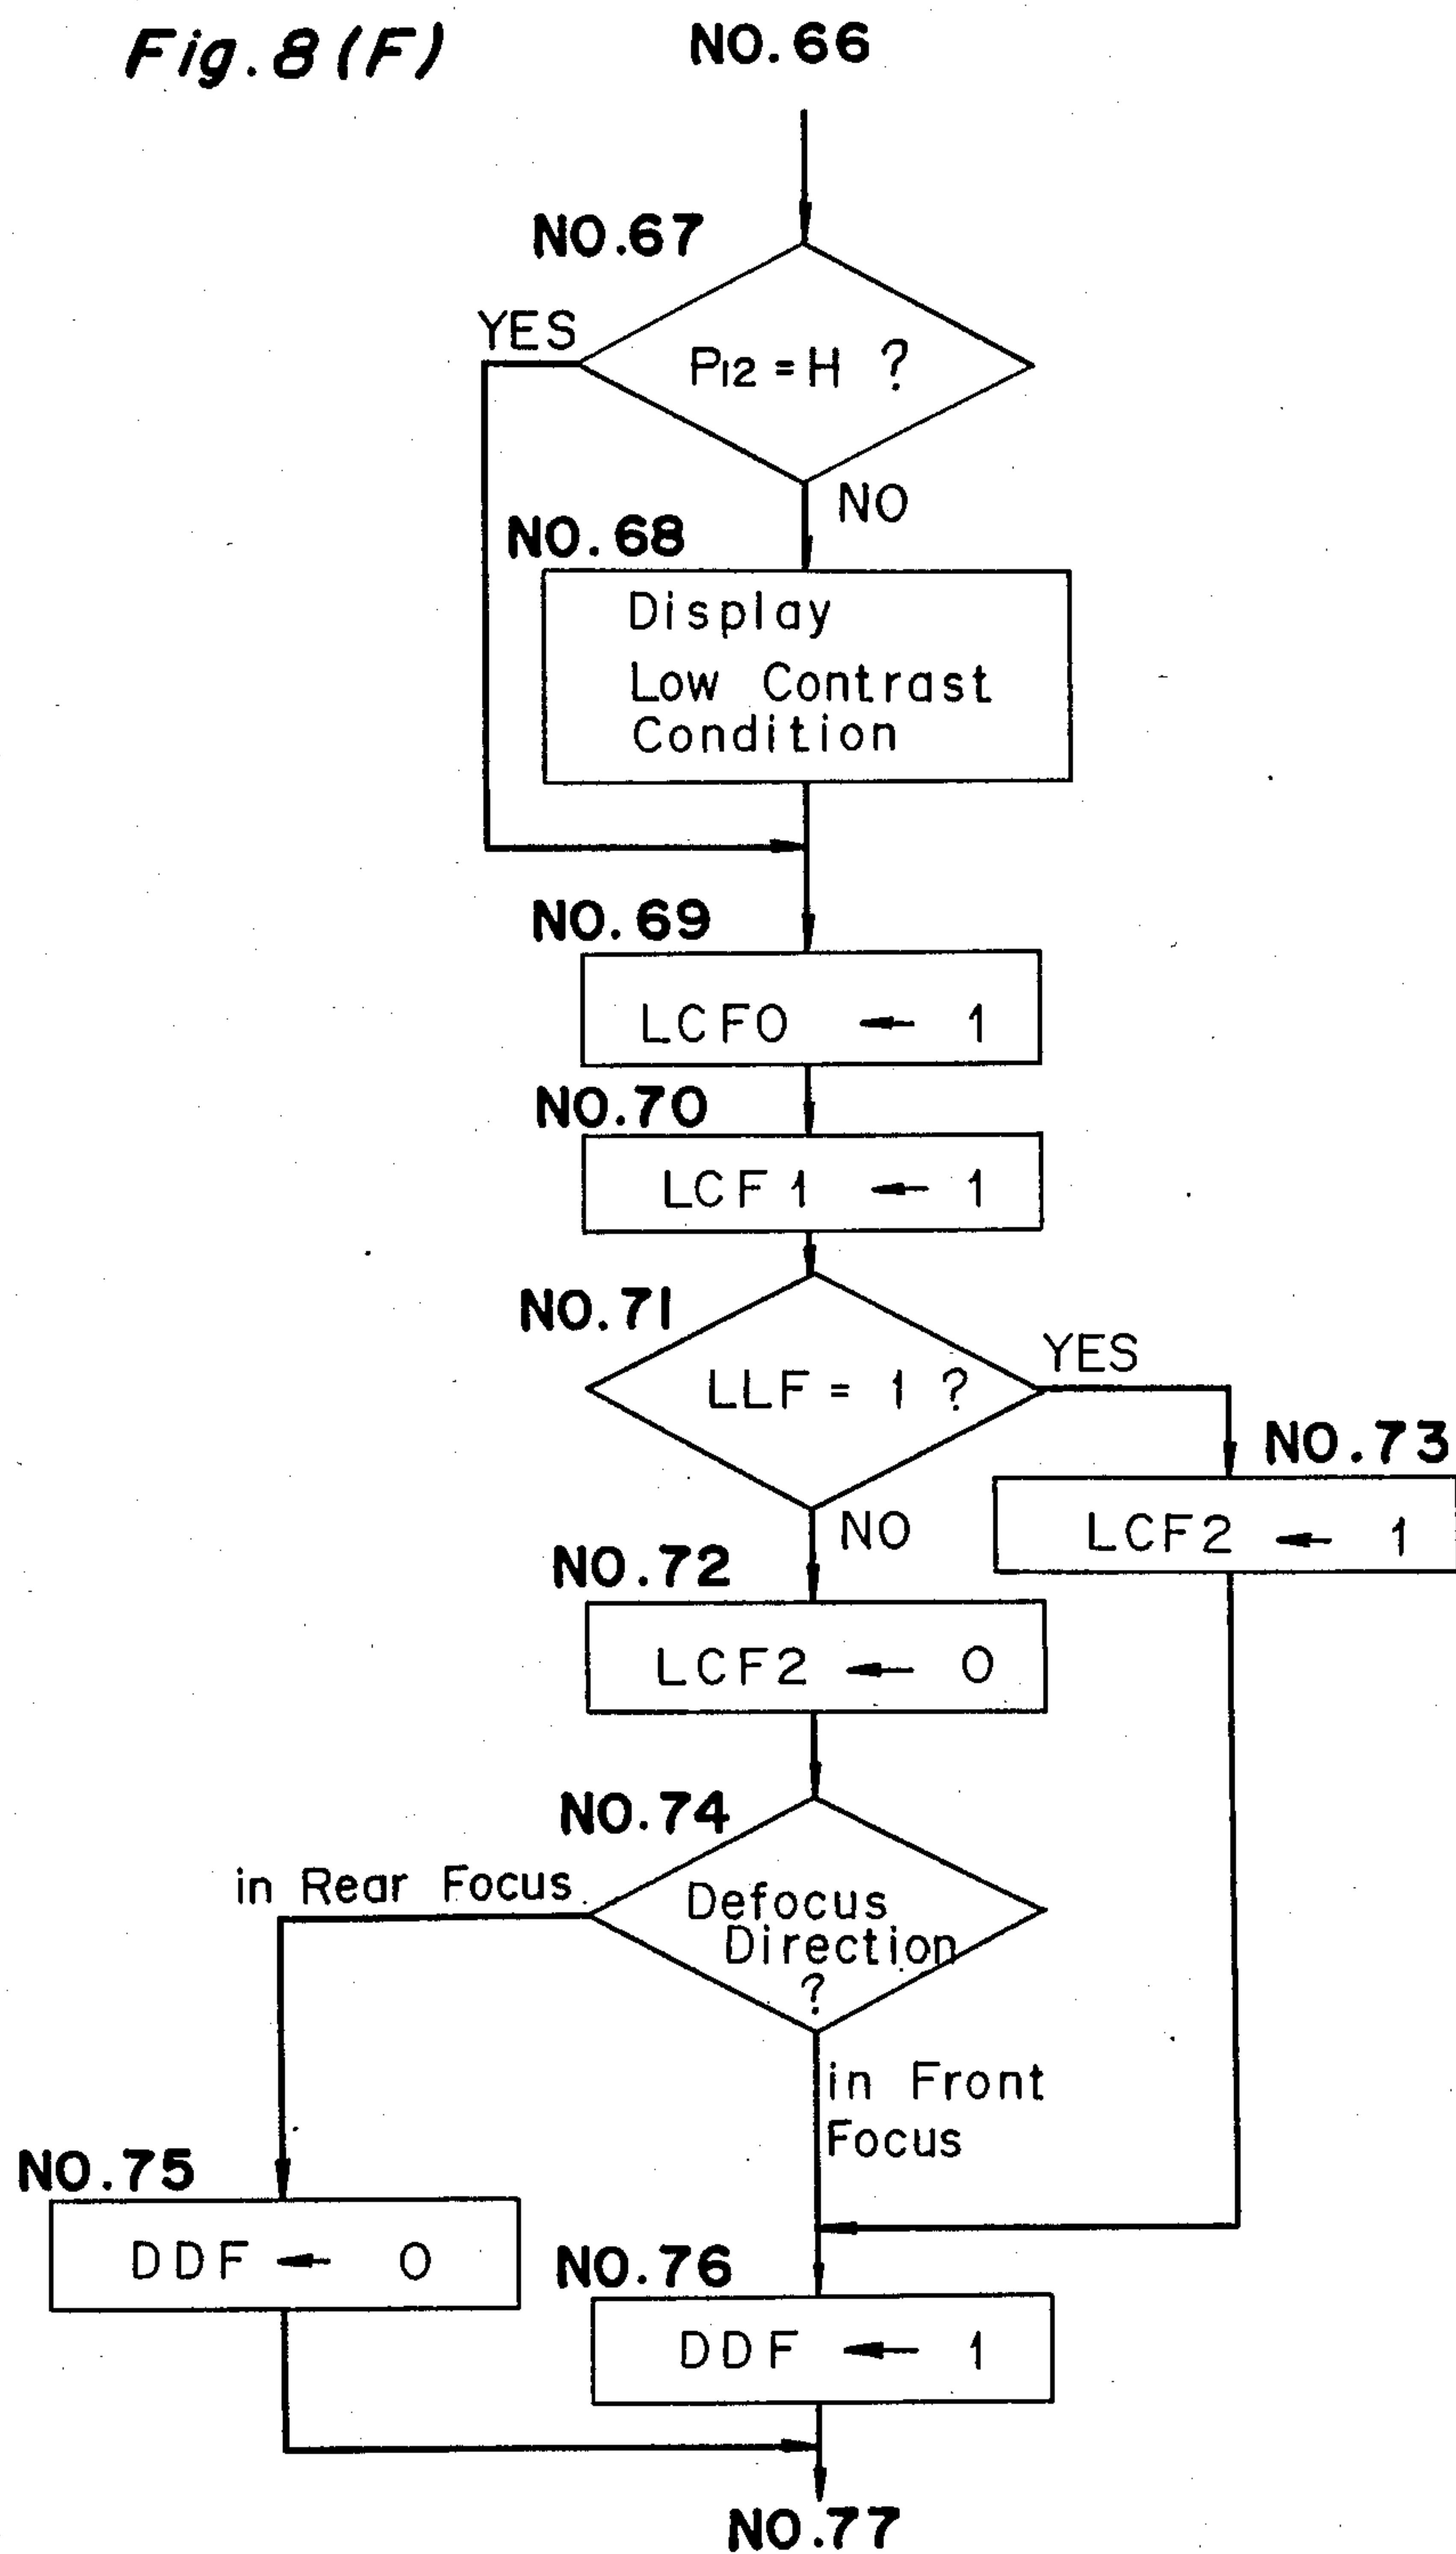 Fig. 8 (F)
NO. 66
NO. 67
YES
P12 = H ?
NO
NO. 68
Display
Low Contrast
Condition
NO. 69
LCF0 ← 1
NO. 70
LCF 1 ← 1
NO. 71
LLF = 1 ?
YES
NO. 73
LCF2 ← 1
NO
NO. 72
LCF2 ← 0
NO. 74
in Rear Focus
Defocus
Direction
?
in Front
Focus
NO. 75
DDF ← 0
NO. 76
DDF ← 1
NO. 77